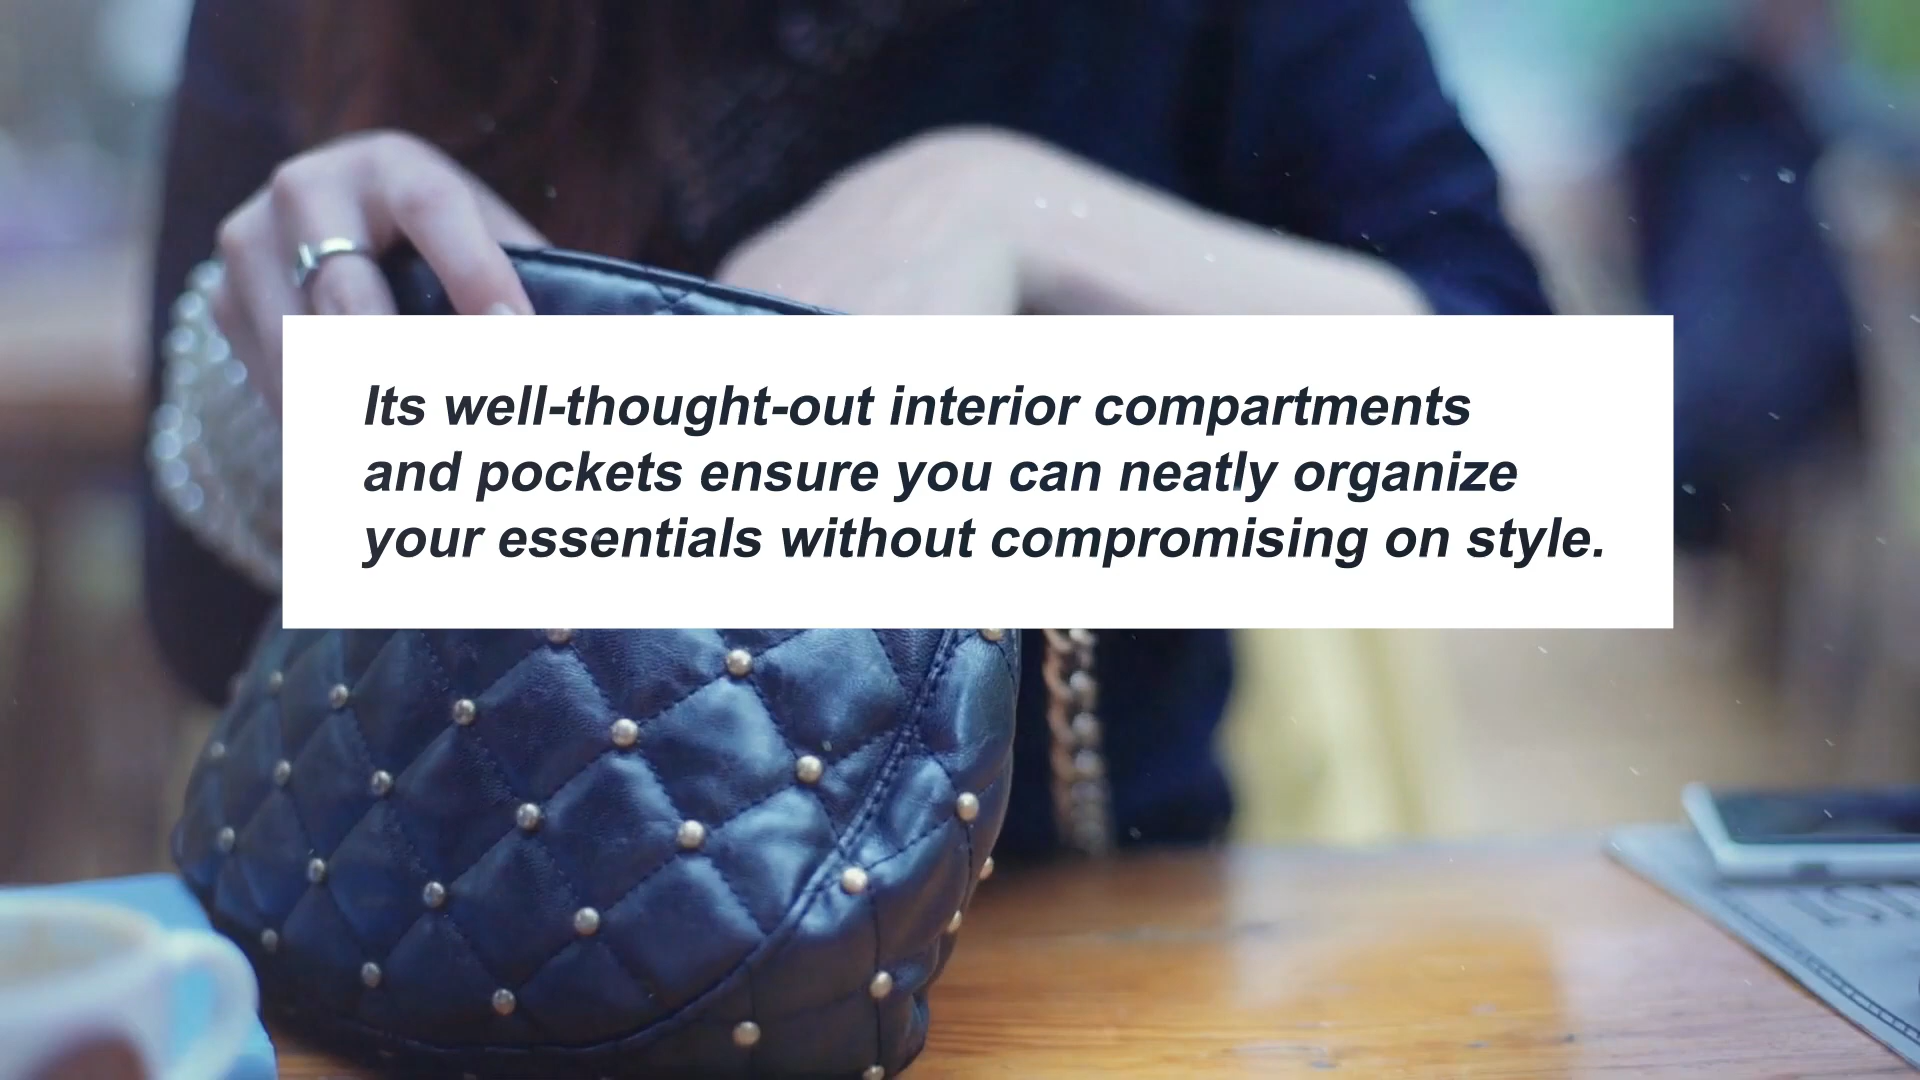 Its well-thought-out interior compartments
and pockets ensure you can neatly organize
your essentials without compromising on style.